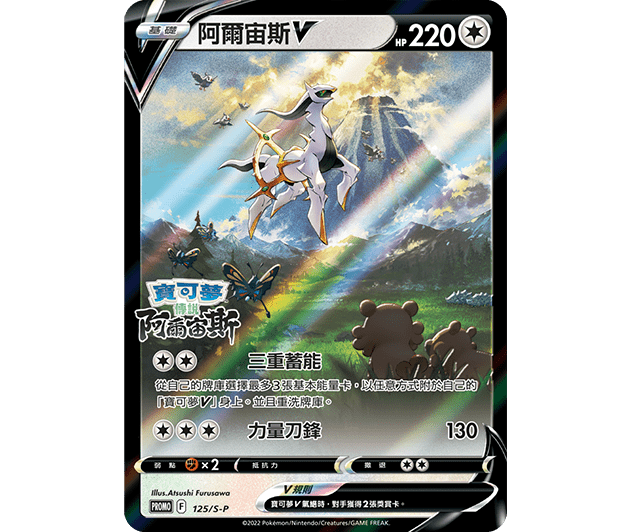 基礎 阿爾宙斯V HP 220
寶可夢
傳說
阿爾宙斯
三重蓄能
從自己的牌庫選擇最多3張基本能量卡，以任意方式附於自己的
「寶可夢V」身上。並且重洗牌庫。
力量刀鋒 130
弱點 ×2 抵抗力 撤退
Illus.Atsushi Furusawa
V規則
PROMO F 125/S-P
寶可夢V氣絕時，對手獲得2張獎賞卡。
©2022 Pokémon/Nintendo/Creatures/GAME FREAK.